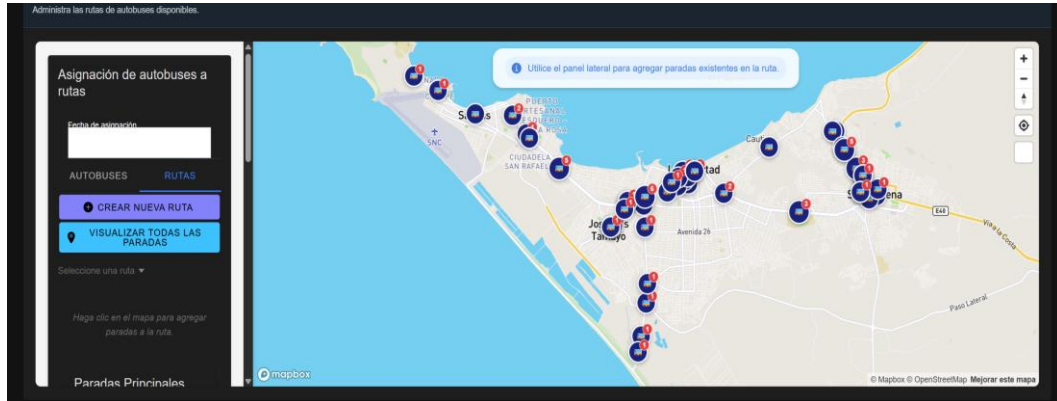 Administra las rutas de autobuses disponibles.
Asignación de autobuses a
rutas
Fecha de asignación
AUTOBUSES RUTAS
CREAR NUEVA RUTA
VISUALIZAR TODAS LAS
PARADAS
Seleccione una ruta
Haga clic en el mapa para agregar
paradas a la ruta.
Paradas Principales
Utilice el panel lateral para agregar paradas existentes en la ruta.
PUERTO
SNC
CIUDADELA
SAN RAFAEL
Avenida 26
E40
Vía a la Costa
Paso Lateral
mapbox
© Mapbox © OpenStreetMap Mejorar este mapa